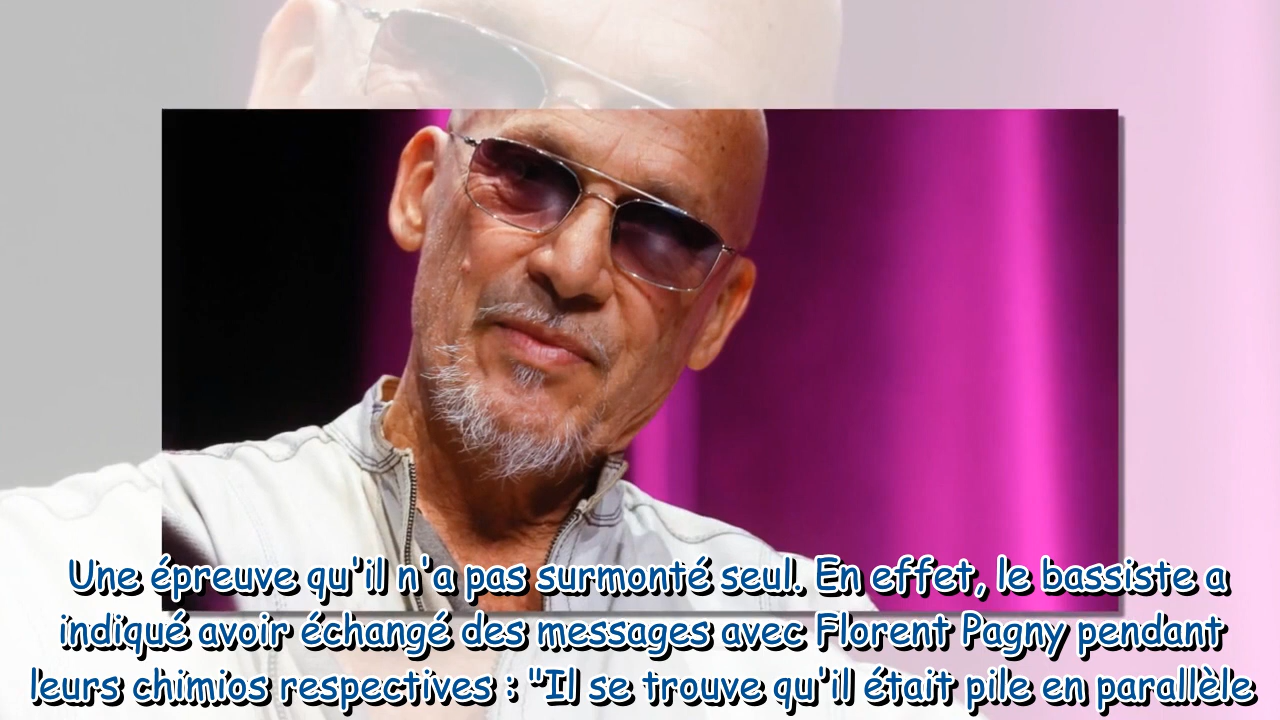 Une épreuve qu'il n'a pas surmonté seul. En effet, le bassiste a
indiqué avoir échangé des messages avec Florent Pagny pendant
leurs chimios respectives : "Il se trouve qu'il était pile en parallèle